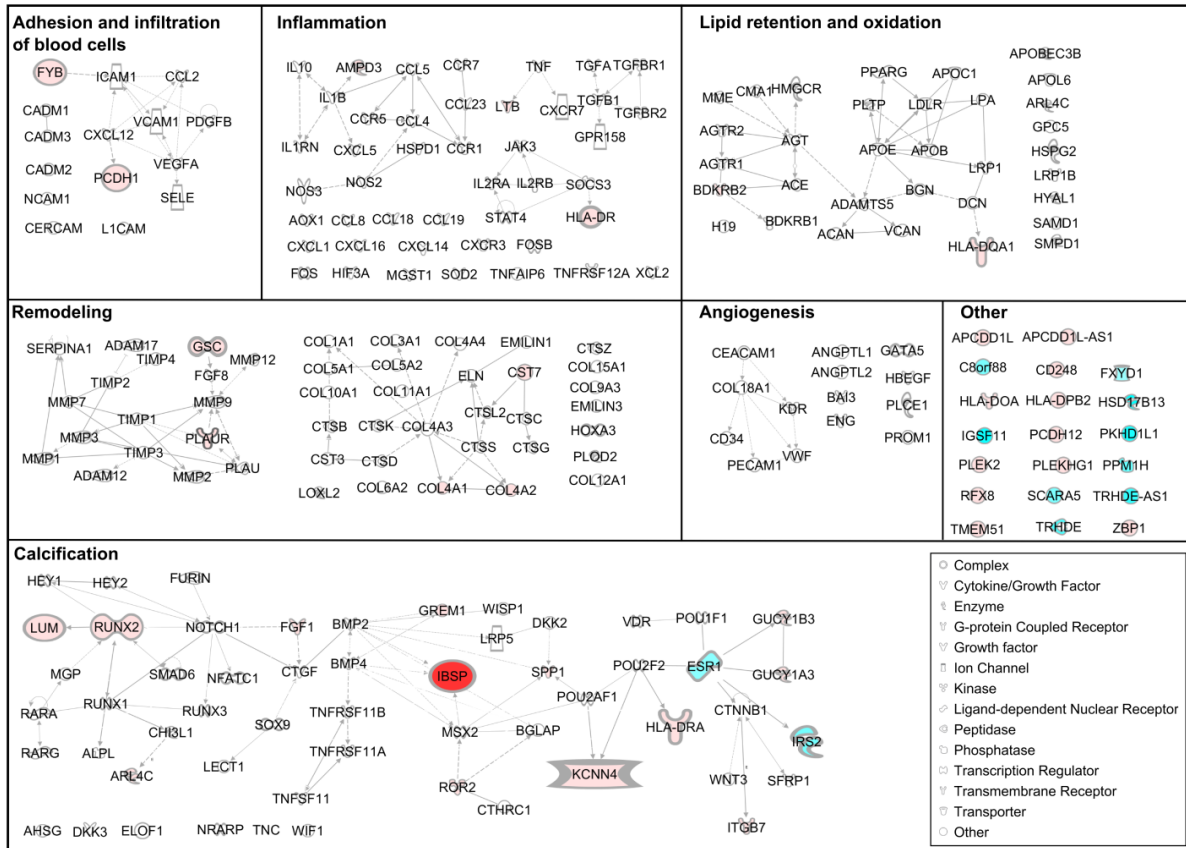 Adhesion and infiltration
of blood cells
FYB
ICAM1
CCL2
CADM1
VCAM1
PDGFB
CADM3
CXCL12
CADM2
VEGFA
PCDH1
NCAM1
SELE
CERCAM
L1CAM
Inflammation
IL10
AMPD3
CCL5
CCR7
TNF
TGFA
TGFBR1
IL1B
CCL23
LTB
CXCR7
TGFB1
TGFBR2
CCR5
CCL4
GPR158
IL1RN
CXCL5
HSPD1
CCR1
JAK3
NOS3
NOS2
IL2RA
IL2RB
SOCS3
AOX1
CCL8
CCL18
CCL19
STAT4
HLA-DR
CXCL1
CXCL16
CXCL14
CXCR3
FOSB
FOS
HIF3A
MGST1
SOD2
TNFAIP6
TNFRSF12A
XCL2
Lipid retention and oxidation
APOBEC3B
PPARG
APOC1
APOL6
MME
CMA1
HMGCR
PLTP
LDLR
LPA
ARL4C
AGTR2
GPC5
AGT
APOE
APOB
HSPG2
AGTR1
LRP1
LRP1B
BDKRB2
ACE
BGN
HYAL1
ADAMTS5
DCN
H19
BDKRB1
SAMD1
ACAN
VCAN
HLA-DQA1
SMPD1
Remodeling
SERPINA1
ADAM17
GSC
TIMP4
MMP12
TIMP2
FGF8
MMP7
MMP9
TIMP1
MMP3
PLAUR
TIMP3
MMP1
PLAU
ADAM12
MMP2
COL1A1
COL3A1
COL4A4
EMILIN1
CTSZ
COL5A1
COL5A2
COL15A1
COL10A1
COL11A1
ELN
CST7
COL9A3
CTSL2
EMILIN3
CTSB
CTSK
COL4A3
CTSC
HOXA3
CST3
CTSD
CTSS
CTSG
PLOD2
LOXL2
COL6A2
COL4A1
COL4A2
COL12A1
Angiogenesis
CEACAM1
ANGPTL1
GATA5
COL18A1
ANGPTL2
HBEGF
KDR
BAI3
PLCE1
CD34
ENG
PECAM1
VWF
PROM1
Other
APCDD1L
APCDD1L-AS1
C8orf88
CD248
FXYD1
HLA-DOA
HLA-DPB2
HSD17B13
IGSF11
PCDH12
PKHD1L1
PLEK2
PLEKHG1
PPM1H
RFX8
SCARA5
TRHDE-AS1
TMEM51
TRHDE
ZBP1
Calcification
HEY1
HEY2
FURIN
LUM
RUNX2
NOTCH1
FGF1
BMP2
GREM1
WISP1
DKK2
LRP5
VDR
POU1F1
GUCY1B3
MGP
SMAD6
NFATC1
CTGF
BMP4
IBSP
SPP1
POU2F2
ESR1
GUCY1A3
RARA
RUNX1
RUNX3
SOX9
TNFRSF11B
POU2AF1
CTNNB1
CHI3L1
MSX2
BGLAP
HLA-DRA
IRS2
RARG
ALPL
TNFRSF11A
ARL4C
LECT1
KCNN4
ROR2
WNT3
SFRP1
TNFSF11
CTHRC1
ITGB7
AHSG
DKK3
ELOF1
NRARP
TNC
WIF1
Complex
Cytokine/Growth Factor
Enzyme
G-protein Coupled Receptor
Growth factor
Ion Channel
Kinase
Ligand-dependent Nuclear Receptor
Peptidase
Phosphatase
Transcription Regulator
Transmembrane Receptor
Transporter
Other